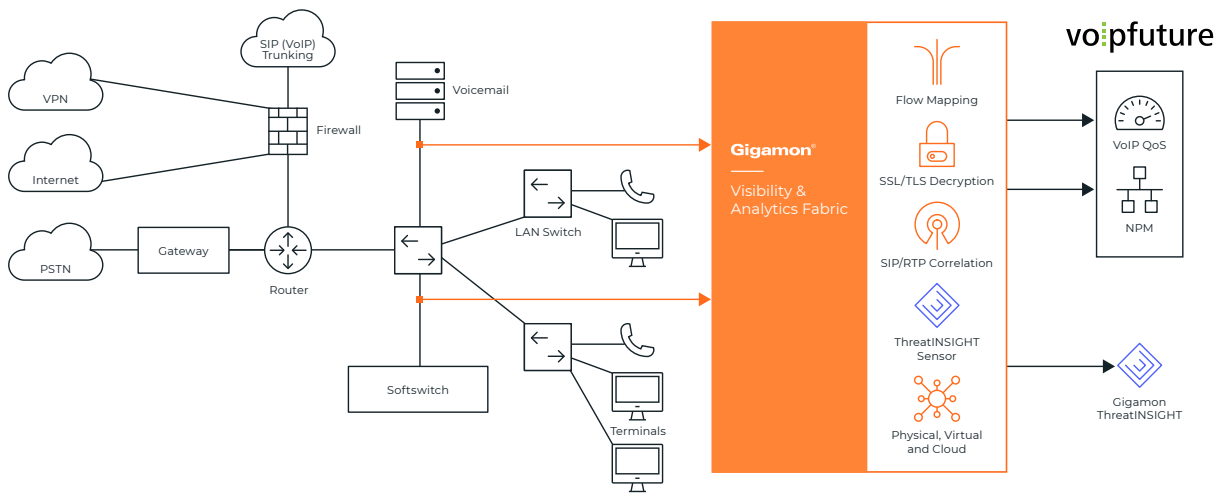 SIP (VoIP)
Trunking
VPN
Internet
PSTN
Gateway
Firewall
Router
Voicemail
LAN Switch
Softswitch
Terminals
Gigamon®
Visibility &
Analytics Fabric
Flow Mapping
SSL/TLS Decryption
SIP/RTP Correlation
ThreatINSIGHT
Sensor
Physical, Virtual
and Cloud
voipfuture
VoIP QoS
NPM
Gigamon
ThreatINSIGHT